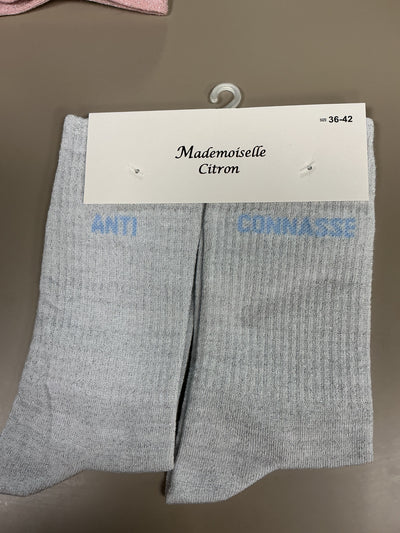 36-42
Mademoiselle
Citron
ANTI CONNASSE